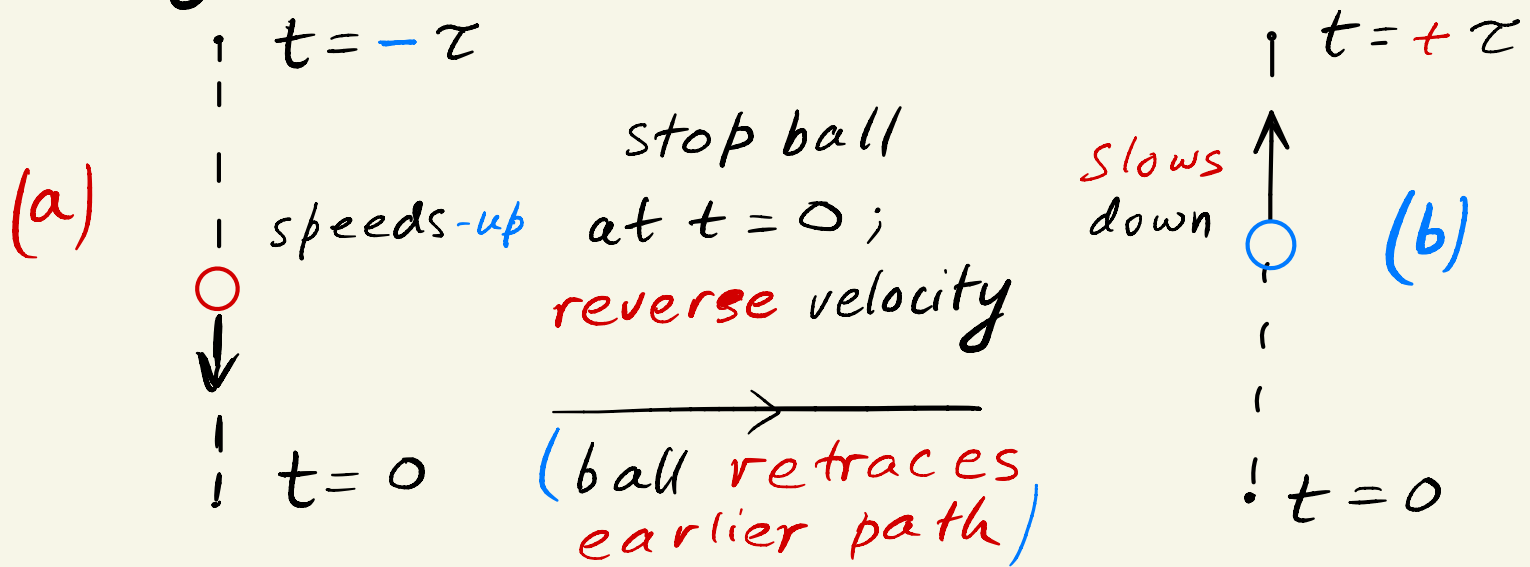 (a)
t = - τ
speeds-up
t = 0
stop ball
at t = 0 ;
reverse velocity
(ball retraces
earlier path)
t = + τ
slows
down
(b)
t = 0